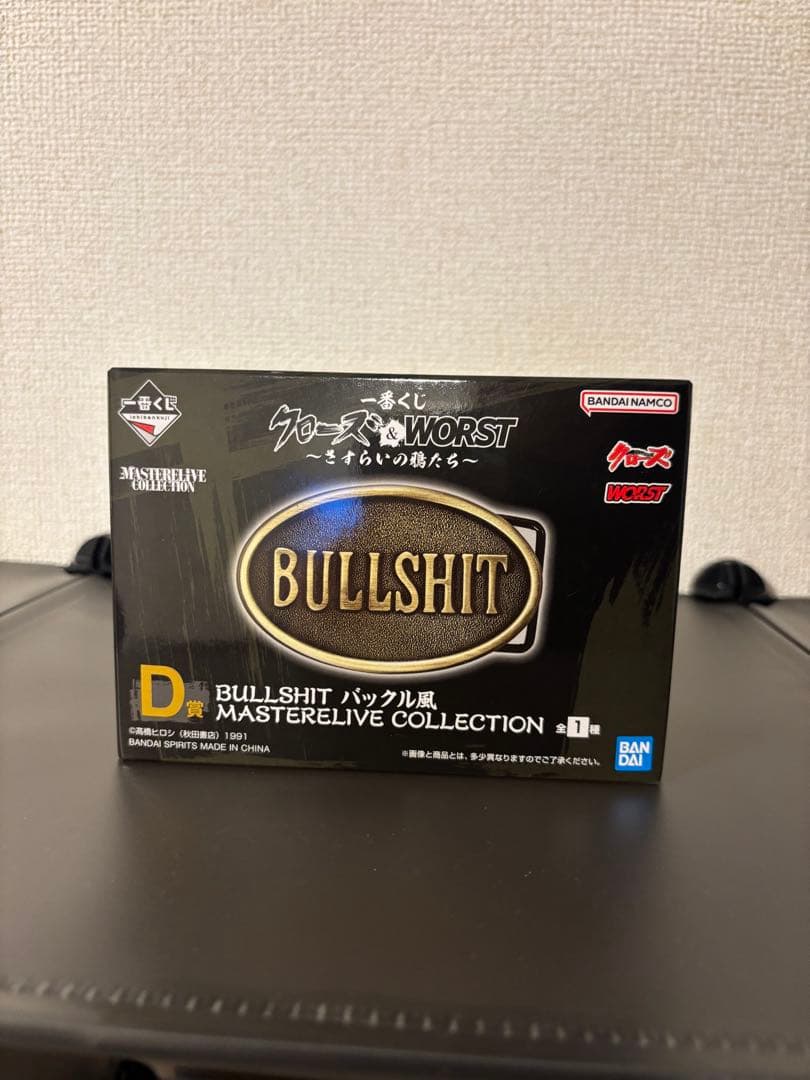 一番くじ
ichibankuji
MASTERELIVE
COLLECTION
一番くじ
クローズ&WORST
〜さすらいの鴉たち〜
BANDAI NAMCO
クローズ
WORST
BULLSHIT
D賞
BULLSHIT バックル風
MASTERELIVE COLLECTION 全1種
©高橋ヒロシ(秋田書店)1991
BANDAI SPIRITS MADE IN CHINA
※画像と商品とは、多少異なりますのでご了承ください。
BAN
DAI